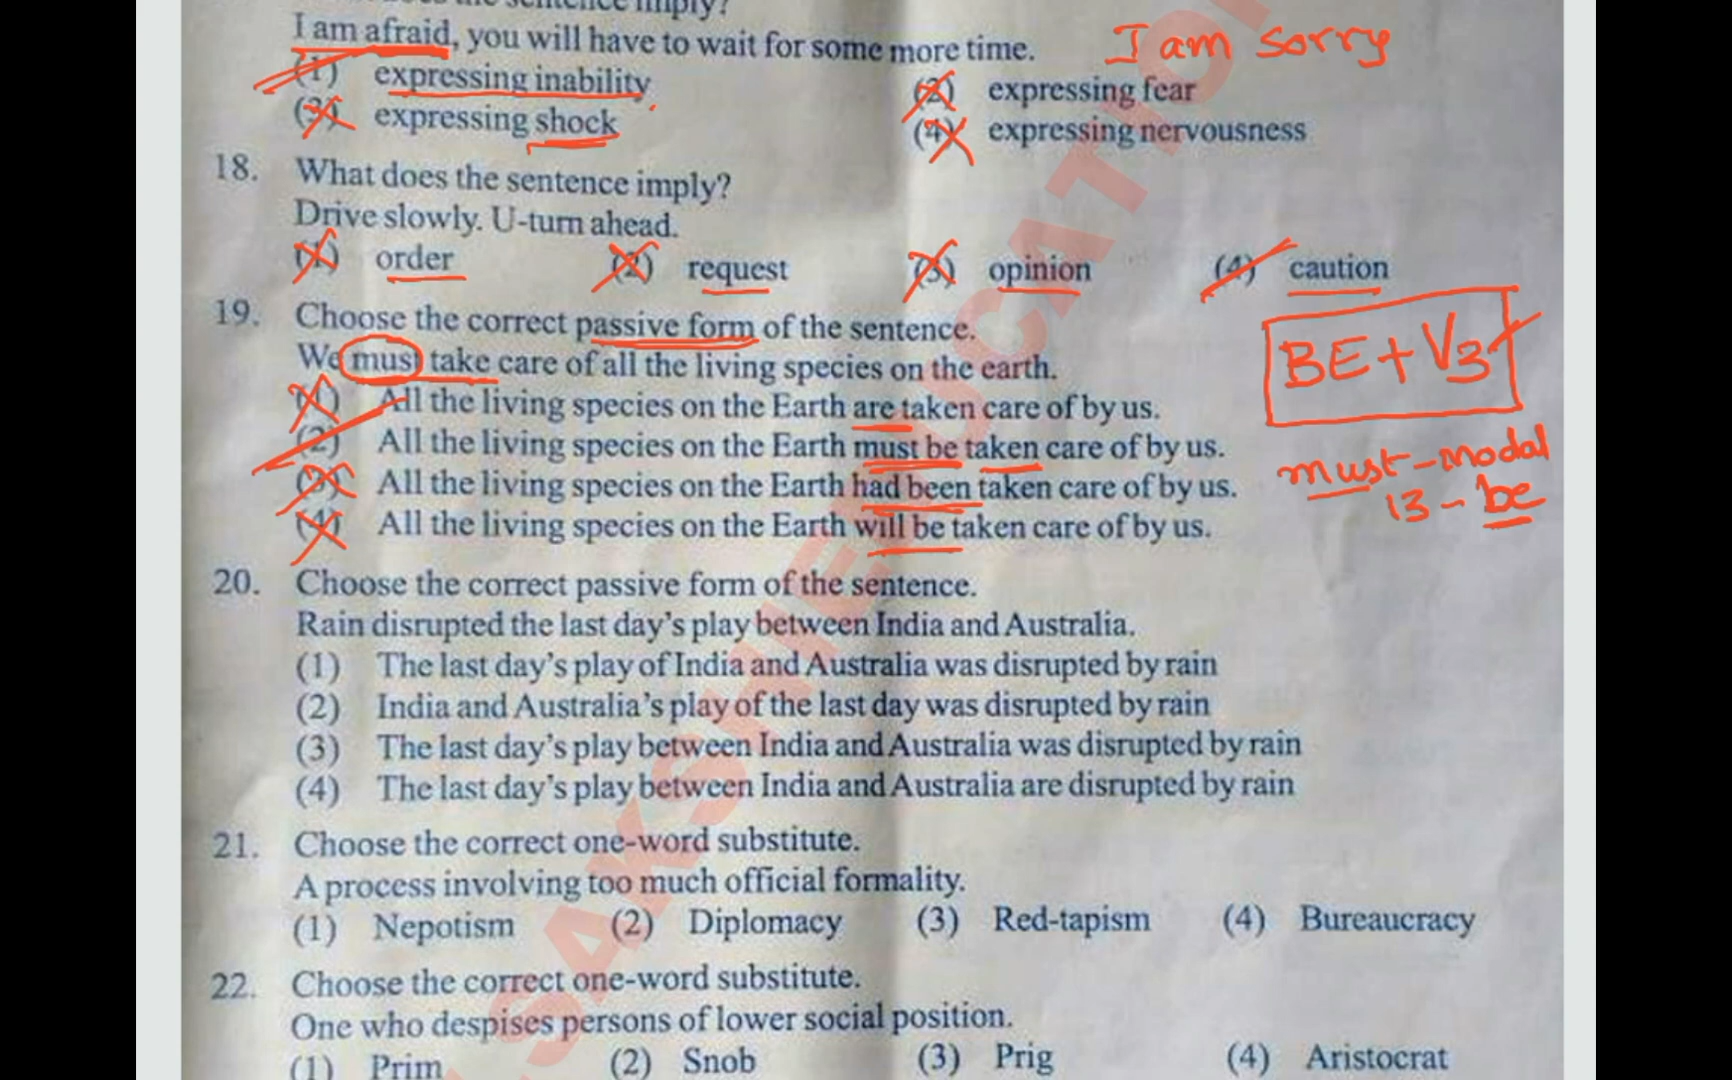 the sentence imply?
I am afraid, you will have to wait for some more time. I am sorry
(1) expressing inability (2) expressing fear
(3) expressing shock (4) expressing nervousness
18. What does the sentence imply?
Drive slowly. U-turn ahead.
(1) order (2) request (3) opinion (4) caution
19. Choose the correct passive form of the sentence.
We must take care of all the living species on the earth.
BE + V3
(1) All the living species on the Earth are taken care of by us.
(2) All the living species on the Earth must be taken care of by us.
must - modal
(3) All the living species on the Earth had been taken care of by us.
13 - be
(4) All the living species on the Earth will be taken care of by us.
20. Choose the correct passive form of the sentence.
Rain disrupted the last day's play between India and Australia.
(1) The last day's play of India and Australia was disrupted by rain
(2) India and Australia's play of the last day was disrupted by rain
(3) The last day's play between India and Australia was disrupted by rain
(4) The last day's play between India and Australia are disrupted by rain
21. Choose the correct one-word substitute.
A process involving too much official formality.
(1) Nepotism (2) Diplomacy (3) Red-tapism (4) Bureaucracy
22. Choose the correct one-word substitute.
One who despises persons of lower social position.
(1) Prim (2) Snob (3) Prig (4) Aristocrat